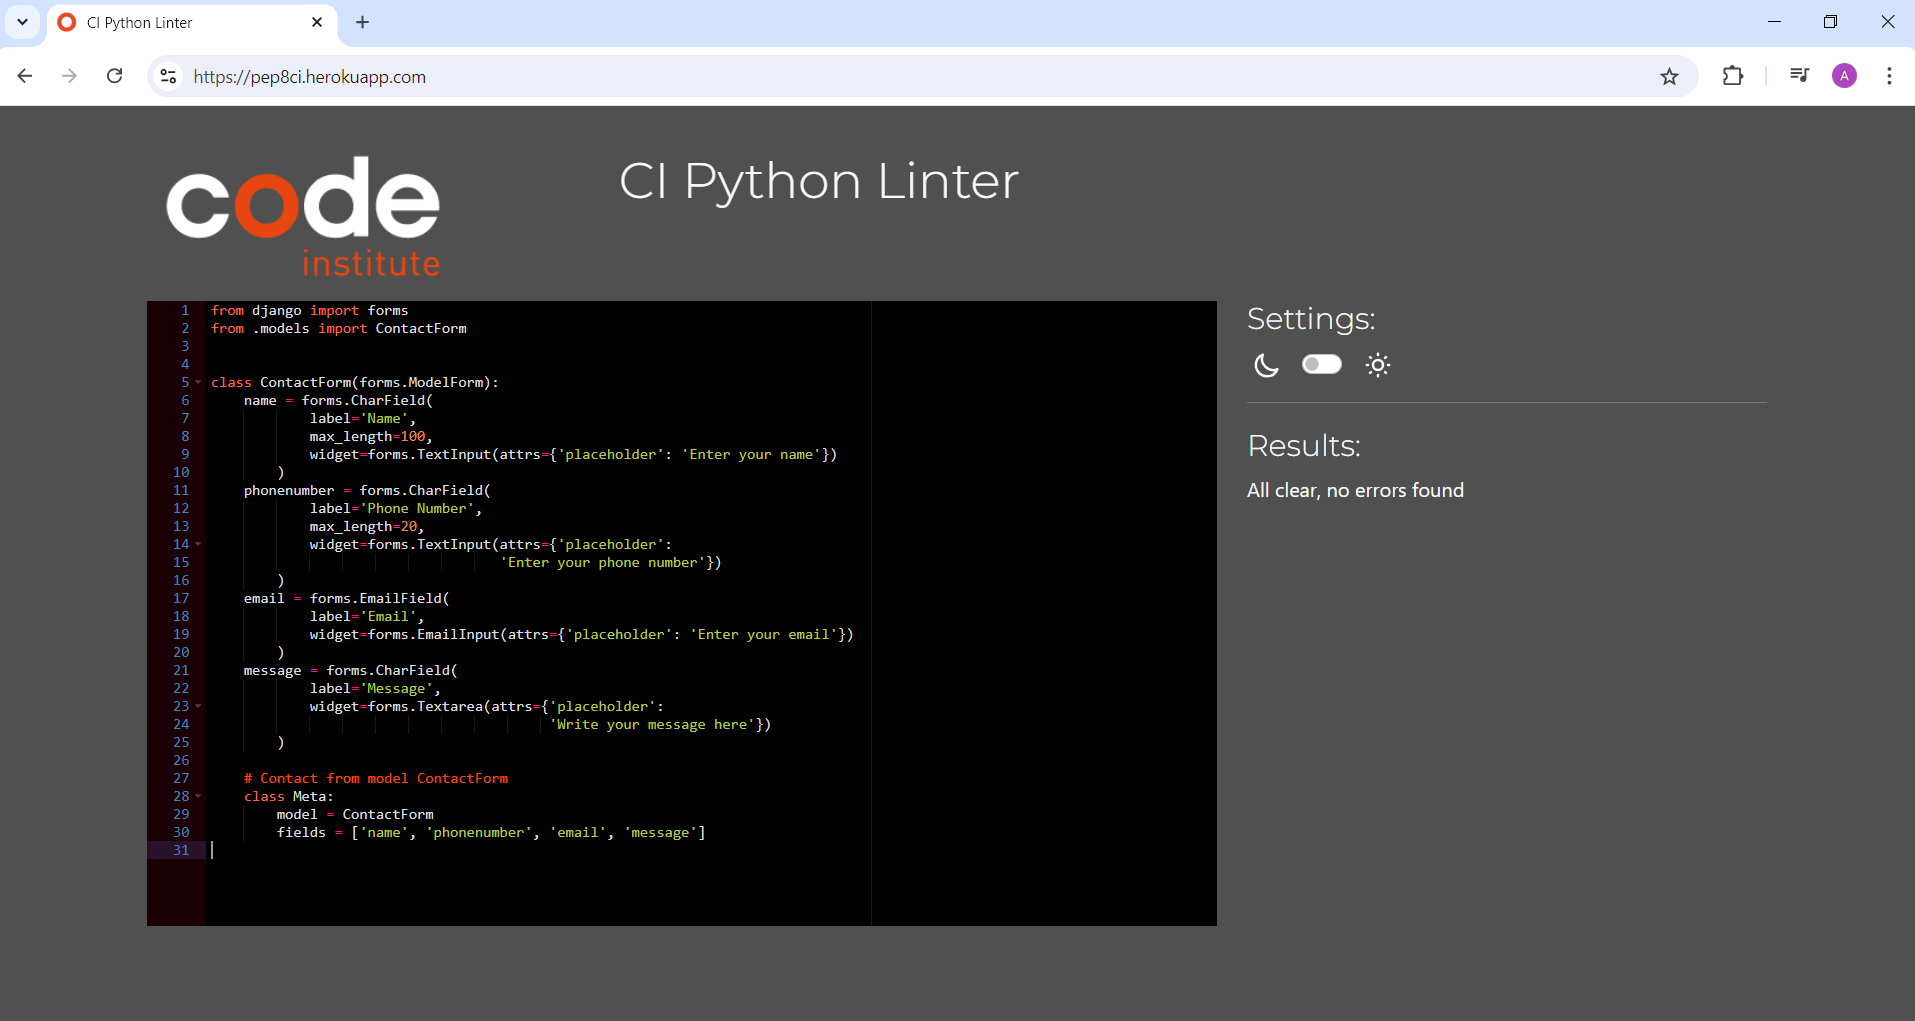 CI Python Linter
https://pep8ci.herokuapp.com
A
code
institute
CI Python Linter
1 from django import forms
2 from .models import ContactForm
3
4
5 class ContactForm(forms.ModelForm):
6     name = forms.CharField(
7             label='Name',
8             max_length=100,
9             widget=forms.TextInput(attrs={'placeholder': 'Enter your name'})
10         )
11     phonenumber = forms.CharField(
12             label='Phone Number',
13             max_length=20,
14             widget=forms.TextInput(attrs={'placeholder':
15                                    'Enter your phone number'})
16         )
17     email = forms.EmailField(
18             label='Email',
19             widget=forms.EmailInput(attrs={'placeholder': 'Enter your email'})
20         )
21     message = forms.CharField(
22             label='Message',
23             widget=forms.Textarea(attrs={'placeholder':
24                                          'Write your message here'})
25         )
26
27     # Contact from model ContactForm
28     class Meta:
29         model = ContactForm
30         fields = ['name', 'phonenumber', 'email', 'message']
31
Settings:
Results:
All clear, no errors found